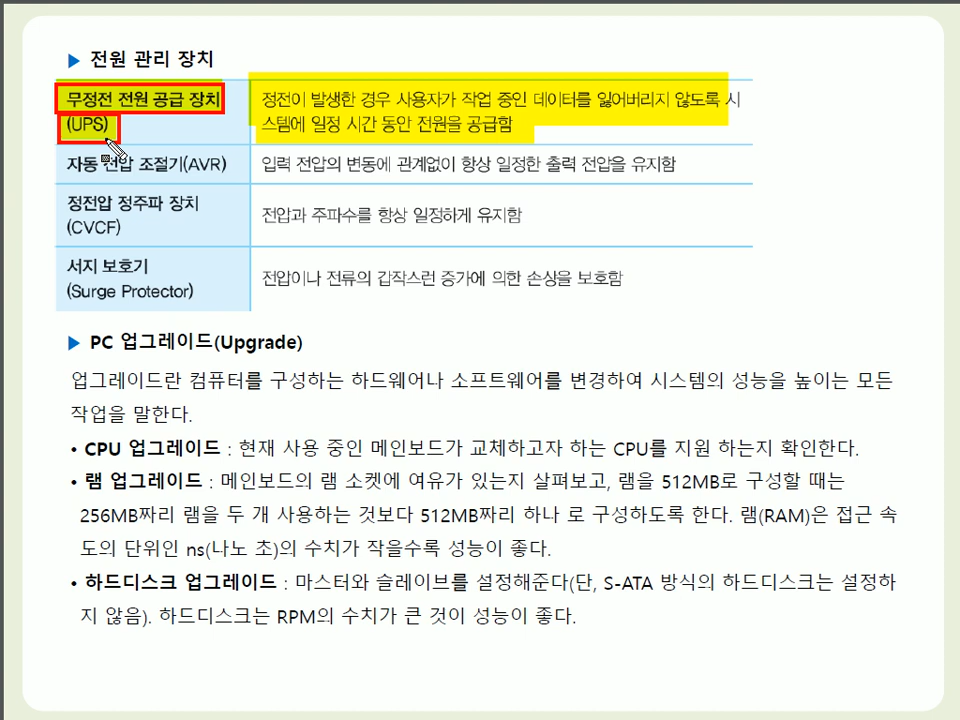 ▶ 전원 관리 장치
무정전 전원 공급 장치
(UPS)
정전이 발생한 경우 사용자가 작업 중인 데이터를 잃어버리지 않도록 시
스템에 일정 시간 동안 전원을 공급함
자동 전압 조절기(AVR)
입력 전압의 변동에 관계없이 항상 일정한 출력 전압을 유지함
정전압 정주파 장치
(CVCF)
전압과 주파수를 항상 일정하게 유지함
서지 보호기
(Surge Protector)
전압이나 전류의 갑작스런 증가에 의한 손상을 보호함
▶ PC 업그레이드(Upgrade)
업그레이드란 컴퓨터를 구성하는 하드웨어나 소프트웨어를 변경하여 시스템의 성능을 높이는 모든
작업을 말한다.
• CPU 업그레이드 : 현재 사용 중인 메인보드가 교체하고자 하는 CPU를 지원 하는지 확인한다.
• 램 업그레이드 : 메인보드의 램 소켓에 여유가 있는지 살펴보고, 램을 512MB로 구성할 때는
256MB짜리 램을 두 개 사용하는 것보다 512MB짜리 하나 로 구성하도록 한다. 램(RAM)은 접근 속
도의 단위인 ns(나노 초)의 수치가 작을수록 성능이 좋다.
• 하드디스크 업그레이드 : 마스터와 슬레이브를 설정해준다(단, S-ATA 방식의 하드디스크는 설정하
지 않음). 하드디스크는 RPM의 수치가 큰 것이 성능이 좋다.